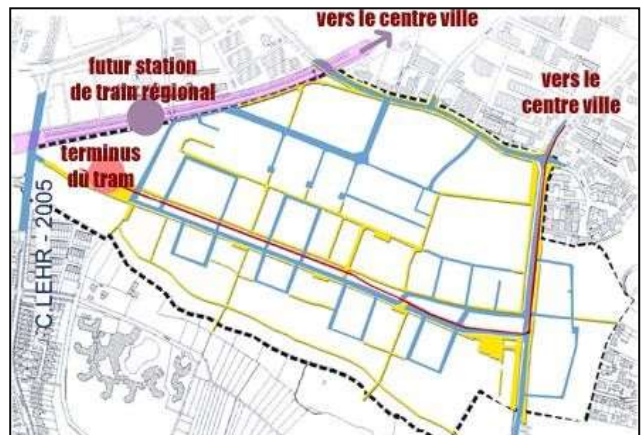 vers le centre ville
futur station
de train régional
vers le
centre ville
terminus
du tram
C.LEHR - 2005